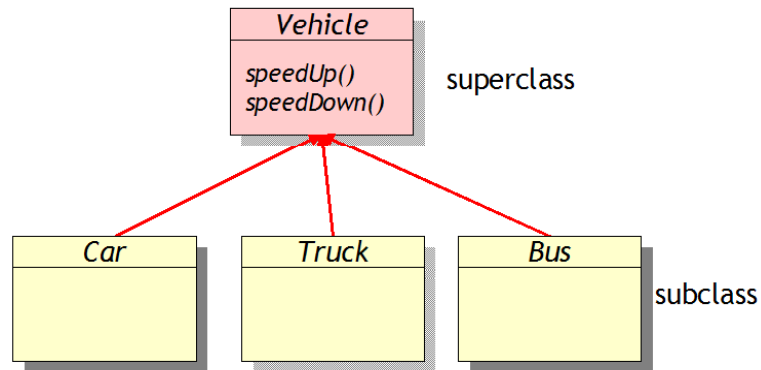 Vehicle
speedUp()
speedDown()
superclass
Car
Truck
Bus
subclass